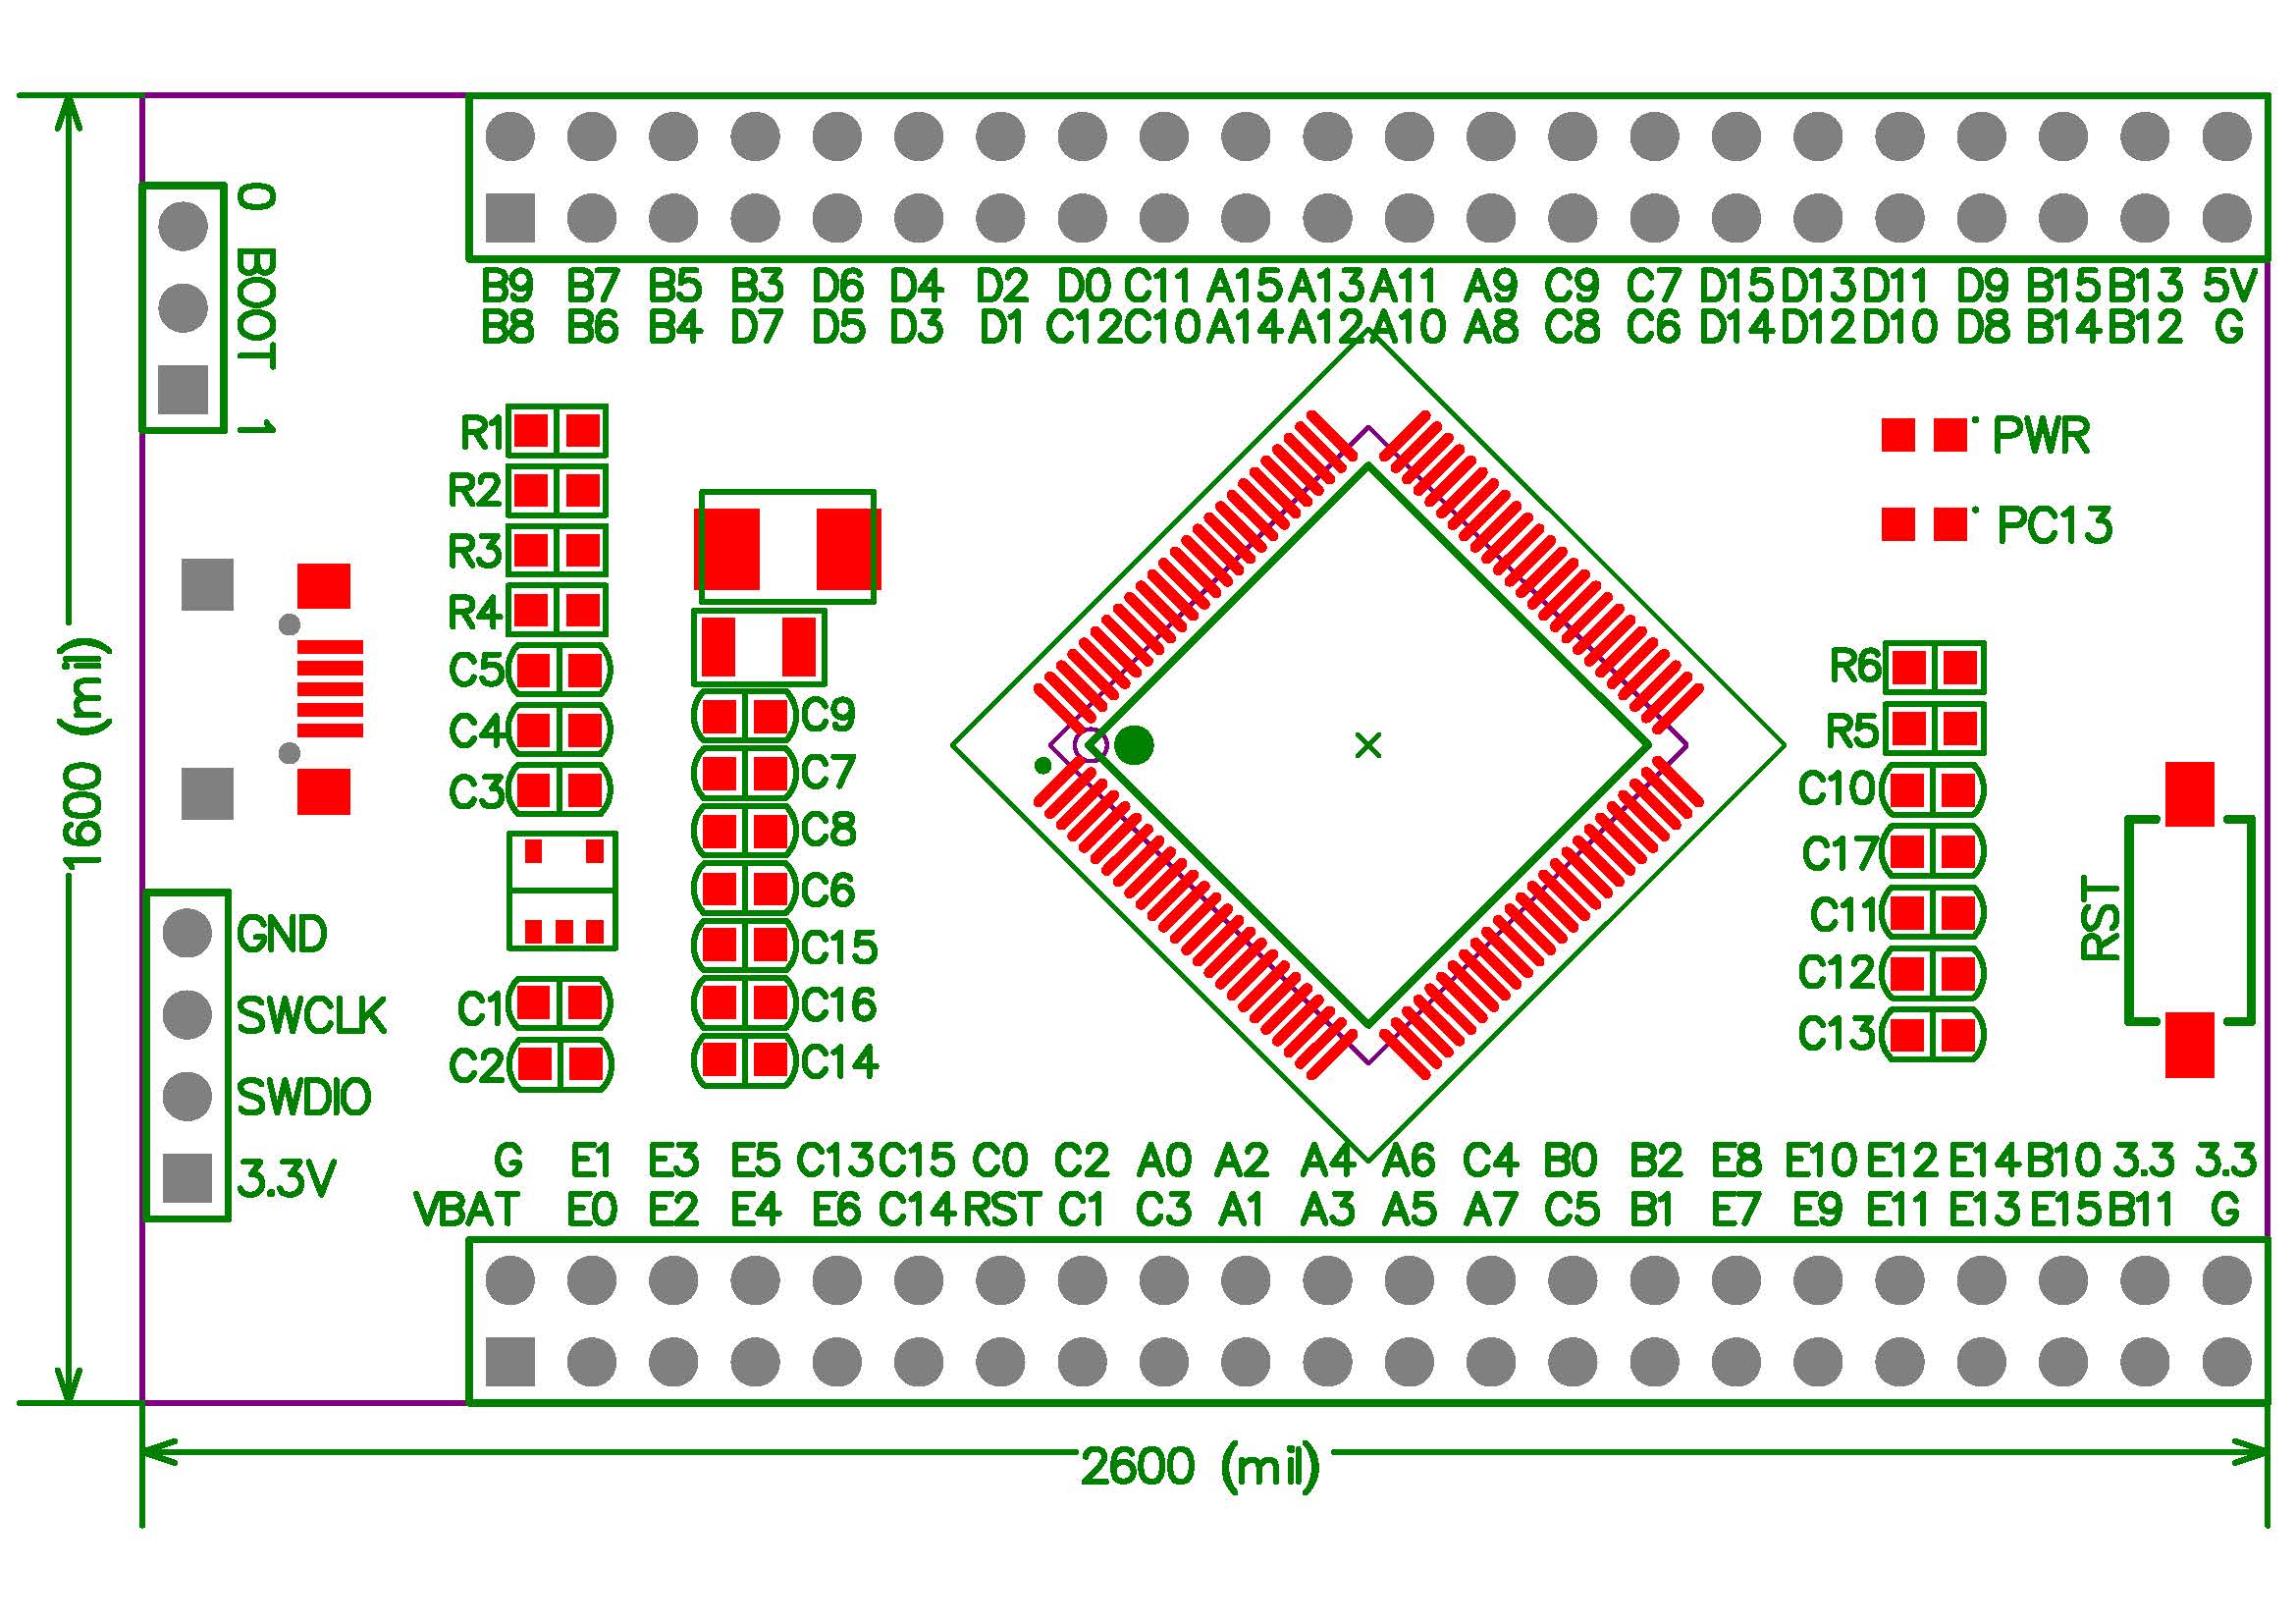 B9 B7 B5 B3 D6 D4 D2 D0 C11 A15 A13 A11 A9 C9 C7 D15 D13 D11 D9 B15 B13 5V
B8 B6 B4 D7 D5 D3 D1 C12 C10 A14 A12 A10 A8 C8 C6 D14 D12 D10 D8 B14 B12 G
0 BOOT 1
R1
R2
R3
R4
C5
C4
C3
C1
C2
C9
C7
C8
C6
C15
C16
C14
PWR
PC13
R6
R5
C10
C17
C11
C12
C13
RST
1600 (mil)
GND
SWCLK
SWDIO
3.3V
G E1 E3 E5 C13 C15 C0 C2 A0 A2 A4 A6 C4 B0 B2 E8 E10 E12 E14 B10 3.3 3.3
VBAT E0 E2 E4 E6 C14 RST C1 C3 A1 A3 A5 A7 C5 B1 E7 E9 E11 E13 E15 B11 G
2600 (mil)